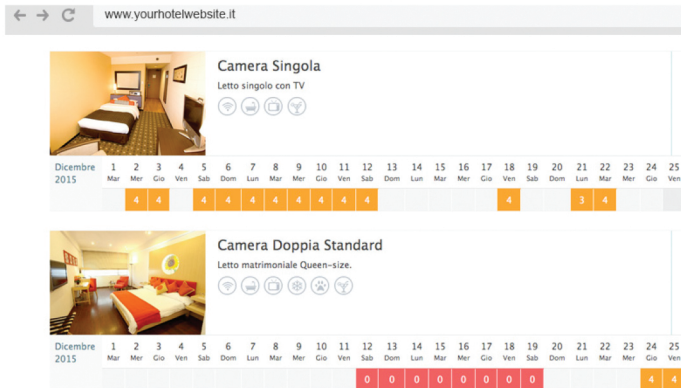 www.yourhotelwebsite.it
Camera Singola
Letto singolo con TV
Dicembre 1 2 3 4 5 6 7 8 9 10 11 12 13 14 15 16 17 18 19 20 21 22 23 24 25
2015 Mar Mer Gio Ven Sab Dom Lun Mar Mer Gio Ven Sab Dom Lun Mar Mer Gio Ven Sab Dom Lun Mar Mer Gio Ven
4 4 4 4 4 4 4 4 4 4 4 3 4
Camera Doppia Standard
Letto matrimoniale Queen-size.
Dicembre 1 2 3 4 5 6 7 8 9 10 11 12 13 14 15 16 17 18 19 20 21 22 23 24 25
2015 Mar Mer Gio Ven Sab Dom Lun Mar Mer Gio Ven Sab Dom Lun Mar Mer Gio Ven Sab Dom Lun Mar Mer Gio Ven
0 0 0 0 0 0 0 0 4 4